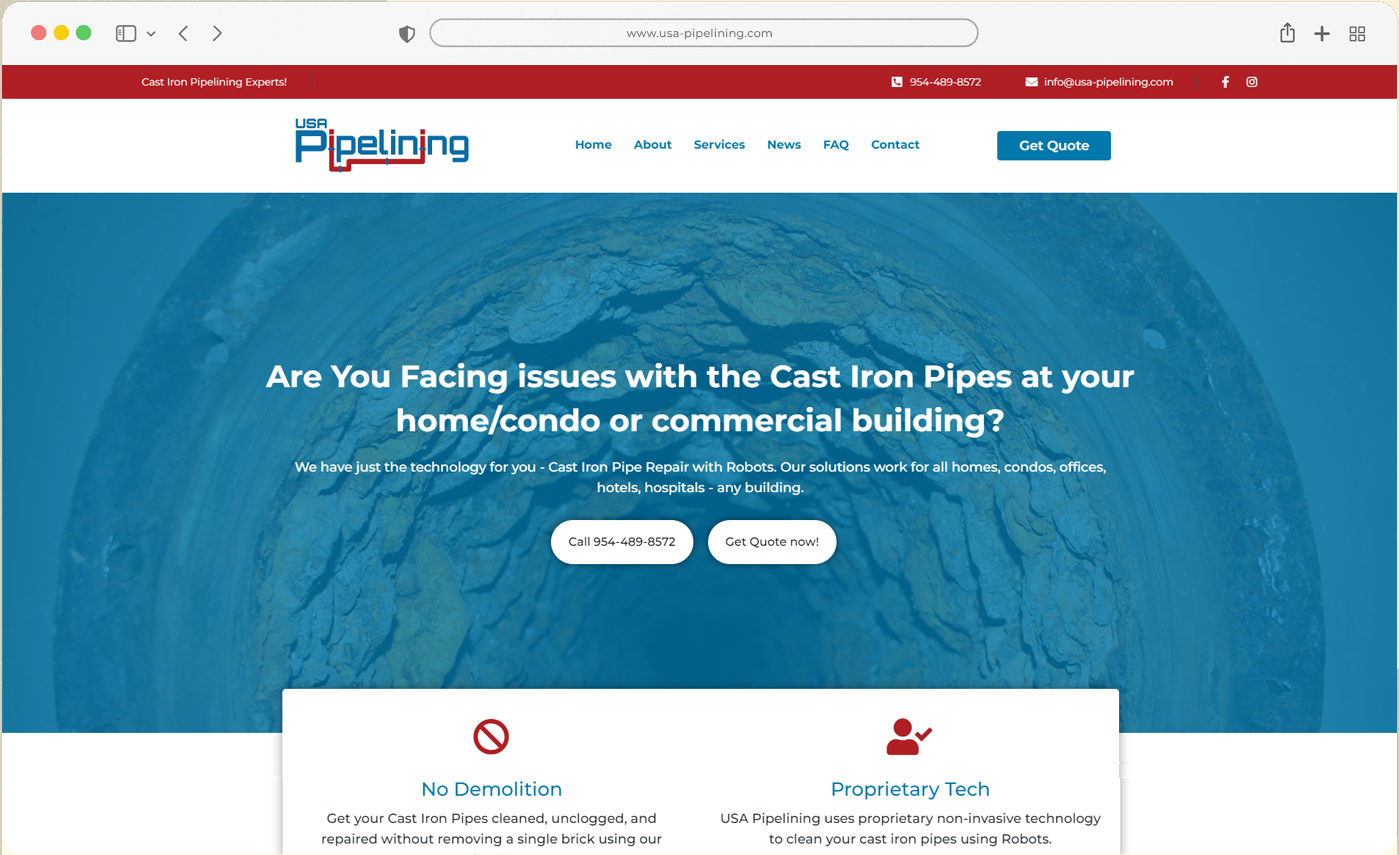 www.usa-pipelining.com
Cast Iron Pipelining Experts!
954-489-8572
info@usa-pipelining.com
USA
Pipelining
Home
About
Services
News
FAQ
Contact
Get Quote
Are You Facing issues with the Cast Iron Pipes at your
home/condo or commercial building?
We have just the technology for you - Cast Iron Pipe Repair with Robots. Our solutions work for all homes, condos, offices,
hotels, hospitals - any building.
Call 954-489-8572
Get Quote now!
No Demolition
Get your Cast Iron Pipes cleaned, unclogged, and
repaired without removing a single brick using our
Proprietary Tech
USA Pipelining uses proprietary non-invasive technology
to clean your cast iron pipes using Robots.